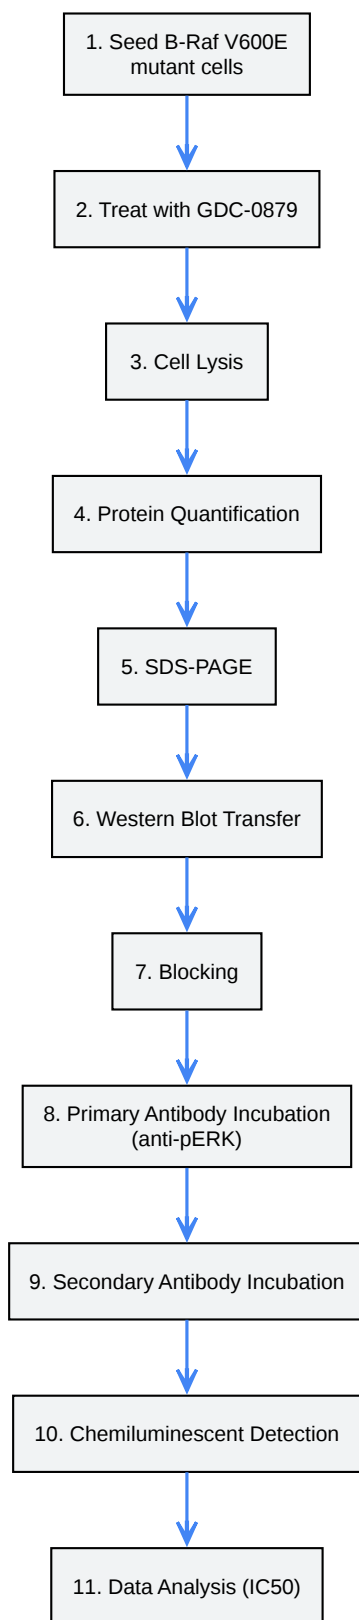 1. Seed B-Raf V600E
mutant cells
2. Treat with GDC-0879
3. Cell Lysis
4. Protein Quantification
5. SDS-PAGE
6. Western Blot Transfer
7. Blocking
8. Primary Antibody Incubation
(anti-pERK)
9. Secondary Antibody Incubation
10. Chemiluminescent Detection
11. Data Analysis (IC50)